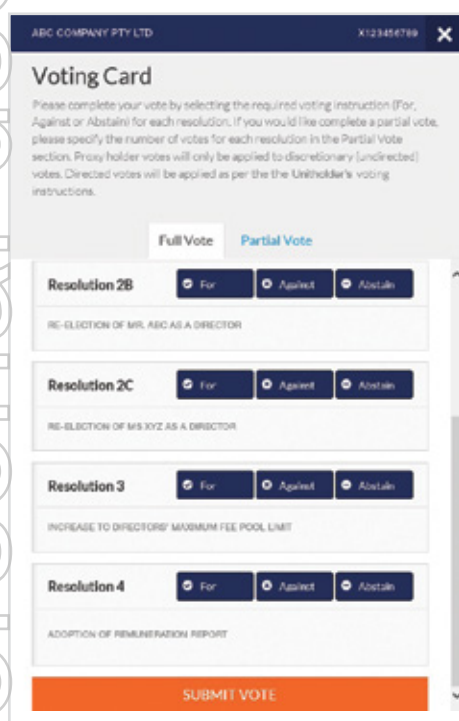 ABC COMPANY PTY LTD X123456789
Voting Card
Please complete your vote by selecting the required voting instruction (For,
Against or Abstain) for each resolution. If you would like complete a partial vote,
please specify the number of votes for each resolution in the Partial Vote
section. Proxy holder votes will only be applied to discretionary (undirected)
votes. Directed votes will be applied as per the the Unitholder's voting
instructions.
Full Vote Partial Vote
Resolution 2B For Against Abstain
RE-ELECTION OF MR. ABC AS A DIRECTOR
Resolution 2C For Against Abstain
RE-ELECTION OF MS XYZ AS A DIRECTOR
Resolution 3 For Against Abstain
INCREASE TO DIRECTORS' MAXIMUM FEE POOL LIMIT
Resolution 4 For Against Abstain
ADOPTION OF REMUNERATION REPORT
SUBMIT VOTE